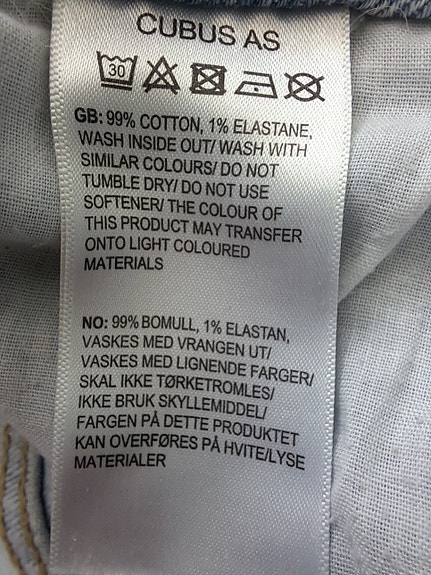 CUBUS AS
30
GB: 99% COTTON, 1% ELASTANE,
WASH INSIDE OUT/ WASH WITH
SIMILAR COLOURS/ DO NOT
TUMBLE DRY/ DO NOT USE
SOFTENER/ THE COLOUR OF
THIS PRODUCT MAY TRANSFER
ONTO LIGHT COLOURED
MATERIALS
NO: 99% BOMULL, 1% ELASTAN,
VASKES MED VRANGEN UT/
VASKES MED LIGNENDE FARGER/
SKAL IKKE TØRKETROMLES/
IKKE BRUK SKYLLEMIDDEL/
FARGEN PÅ DETTE PRODUKTET
KAN OVERFØRES PÅ HVITE/LYSE
MATERIALER